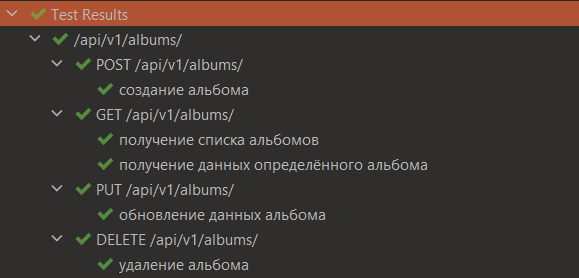 Test Results
/api/v1/albums/
POST /api/v1/albums/
создание альбома
GET /api/v1/albums/
получение списка альбомов
получение данных определённого альбома
PUT /api/v1/albums/
обновление данных альбома
DELETE /api/v1/albums/
удаление альбома